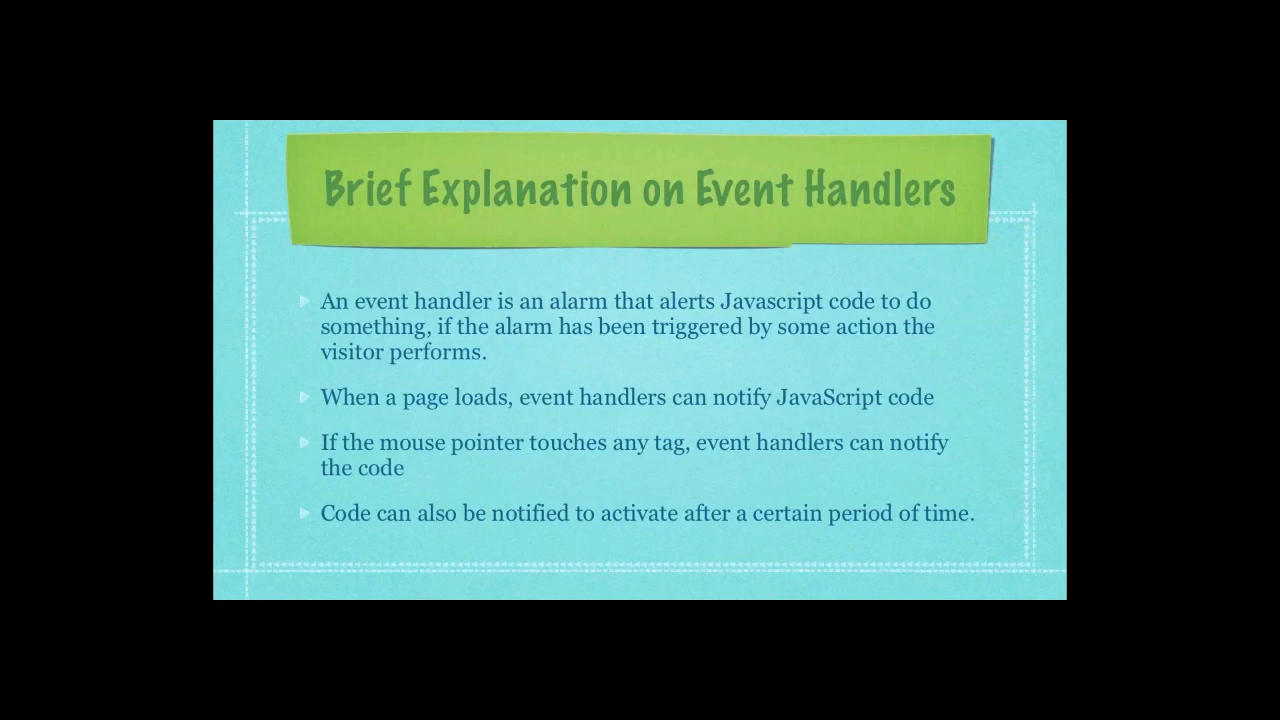 Brief Explanation on Event Handlers
An event handler is an alarm that alerts Javascript code to do
something, if the alarm has been triggered by some action the
visitor performs.
When a page loads, event handlers can notify JavaScript code
If the mouse pointer touches any tag, event handlers can notify
the code
Code can also be notified to activate after a certain period of time.